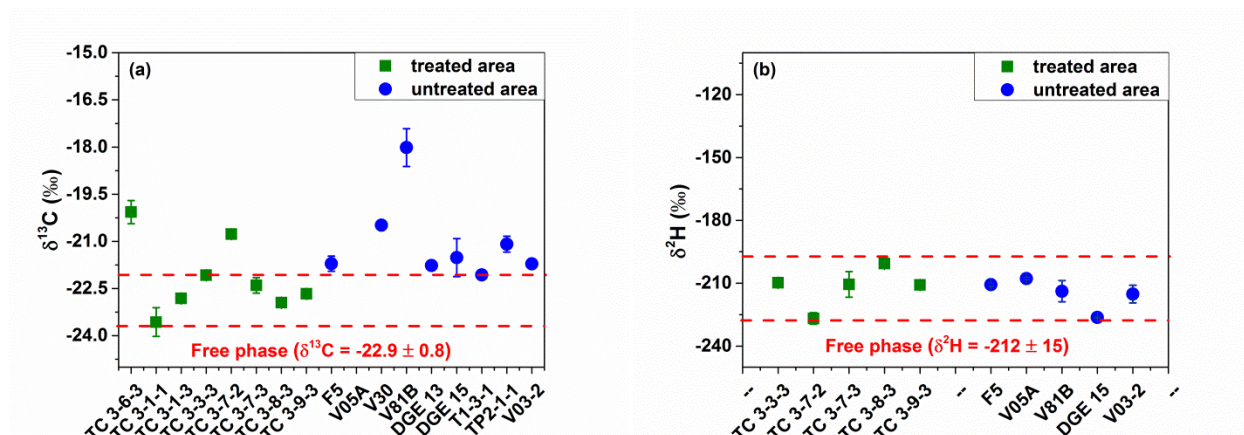 (a)
treated area
untreated area
-15.0
-16.5
-18.0
-19.5
-21.0
-22.5
-24.0
δ¹³C (‰)
Free phase (δ¹³C = -22.9 ± 0.8)
TC 3-6-3
TC 3-1-1
TC 3-1-3
TC 3-3-3
TC 3-7-2
TC 3-7-3
TC 3-8-3
TC 3-9-3
F5
V05A
V30
V81B
DGE 13
DGE 15
T1-3-1
TP2-1-1
V03-2
(b)
treated area
untreated area
-120
-150
-180
-210
-240
δ²H (‰)
Free phase (δ²H = -212 ± 15)
--
TC 3-3-3
TC 3-7-2
TC 3-7-3
TC 3-8-3
TC 3-9-3
--
F5
V05A
V81B
DGE 15
V03-2
--